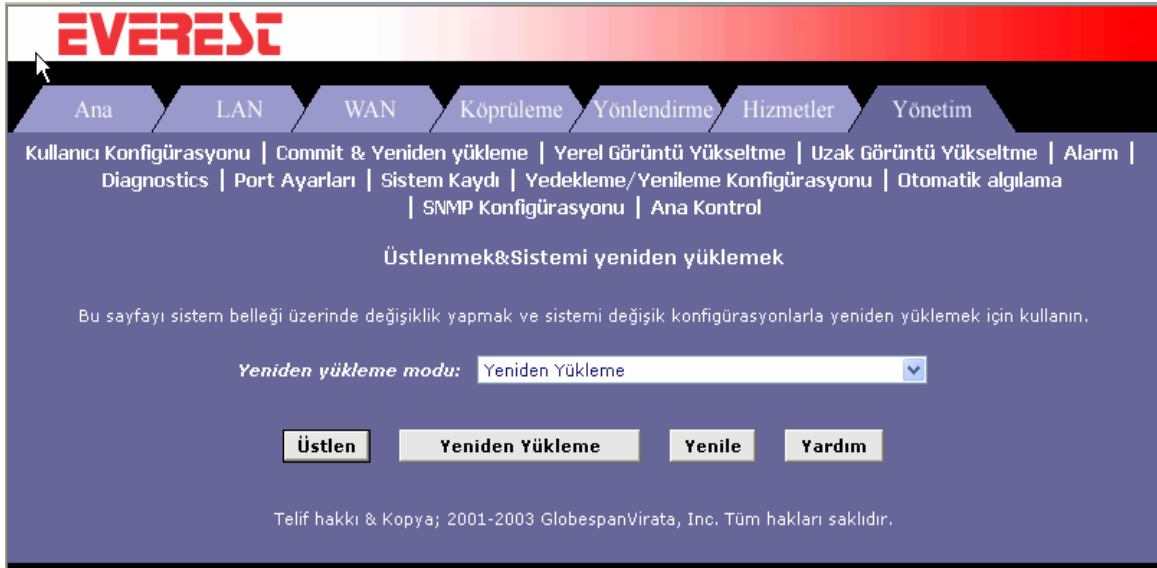 EVEREST
Ana LAN WAN Köprüleme Yönlendirme Hizmetler Yönetim
Kullanıcı Konfigürasyonu | Commit & Yeniden yükleme | Yerel Görüntü Yükseltme | Uzak Görüntü Yükseltme | Alarm |
Diagnostics | Port Ayarları | Sistem Kaydı | Yedekleme/Yenileme Konfigürasyonu | Otomatik algılama
| SNMP Konfigürasyonu | Ana Kontrol
Üstlenmek&Sistemi yeniden yüklemek
Bu sayfayı sistem belleği üzerinde değişiklik yapmak ve sistemi değişik konfigürasyonlarla yeniden yüklemek için kullanın.
Yeniden yükleme modu: Yeniden Yükleme
Üstlen Yeniden Yükleme Yenile Yardım
Telif hakkı & Kopya; 2001-2003 GlobespanVirata, Inc. Tüm hakları saklıdır.